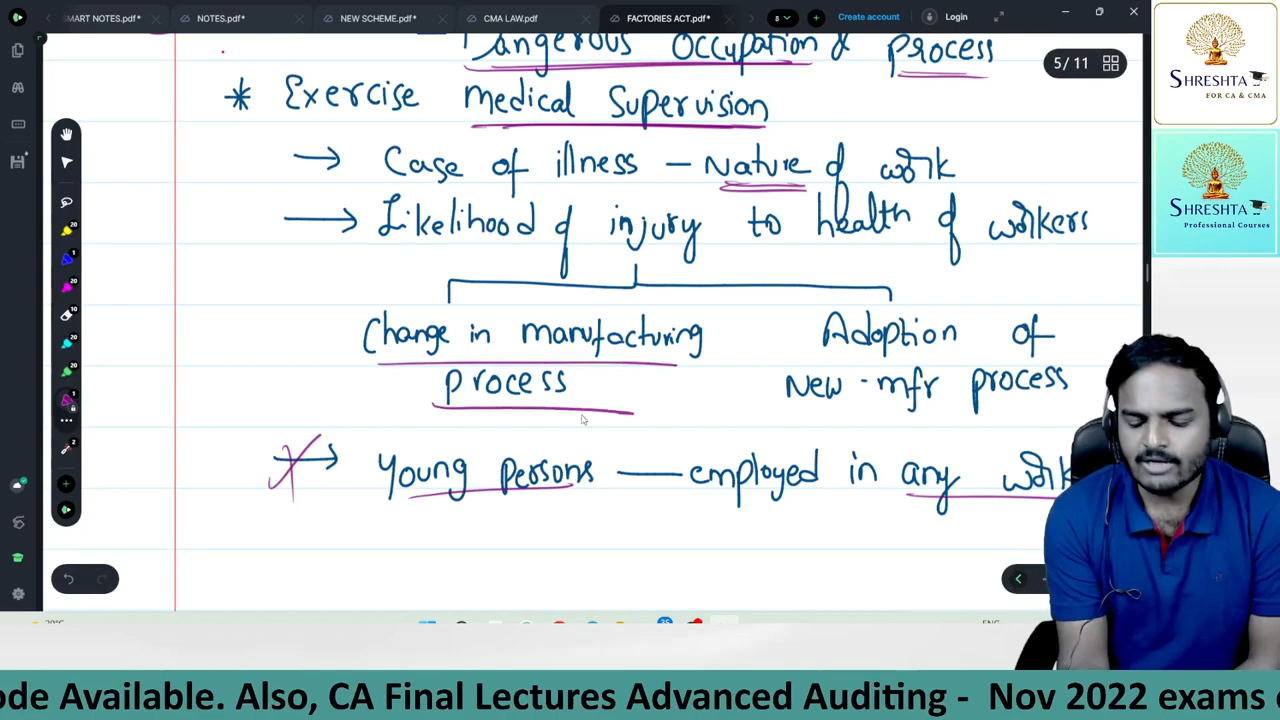 SMART NOTES.pdf*
NOTES.pdf*
NEW SCHEME.pdf*
CMA LAW.pdf
FACTORIES ACT.pdf*
8
Create account
Login
5 / 11
Dangerous Occupation & Process
* Exercise Medical Supervision
→ Case of illness – Nature of work
→ Likelihood of injury to health of workers
Change in manufacturing process
Adoption of New mfr process
→ Young Persons — employed in any work
SHRESHTA
FOR CA & CMA
SHRESHTA
Professional Courses
ENG
ode Available. Also, CA Final Lectures Advanced Auditing - Nov 2022 exams